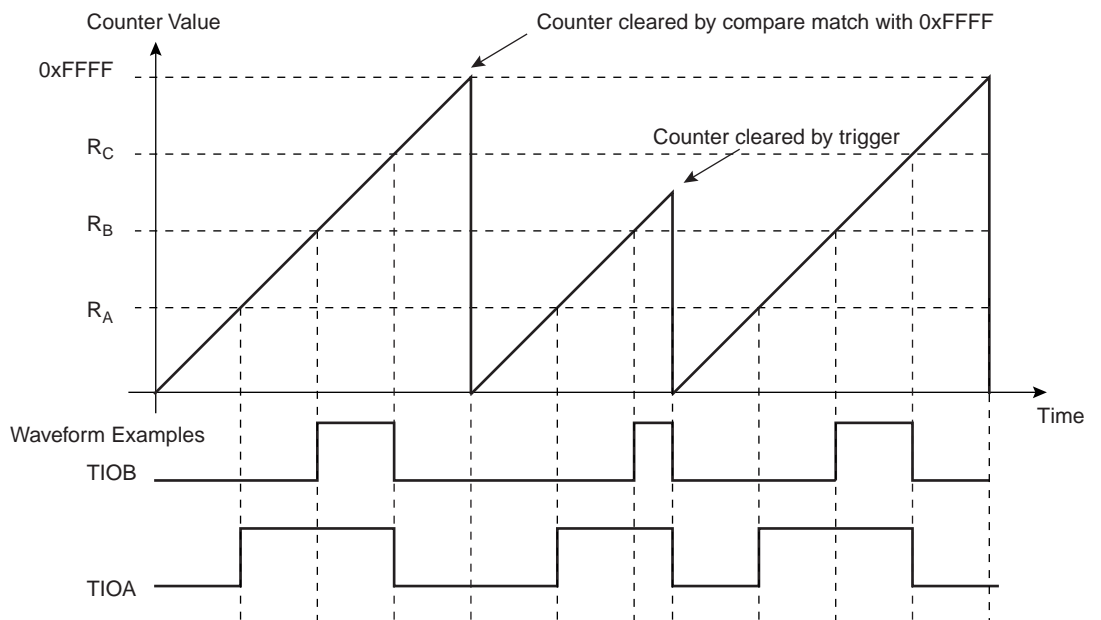 Counter Value
Counter cleared by compare match with 0xFFFF
0xFFFF
RC
Counter cleared by trigger
RB
RA
Time
Waveform Examples
TIOB
TIOA